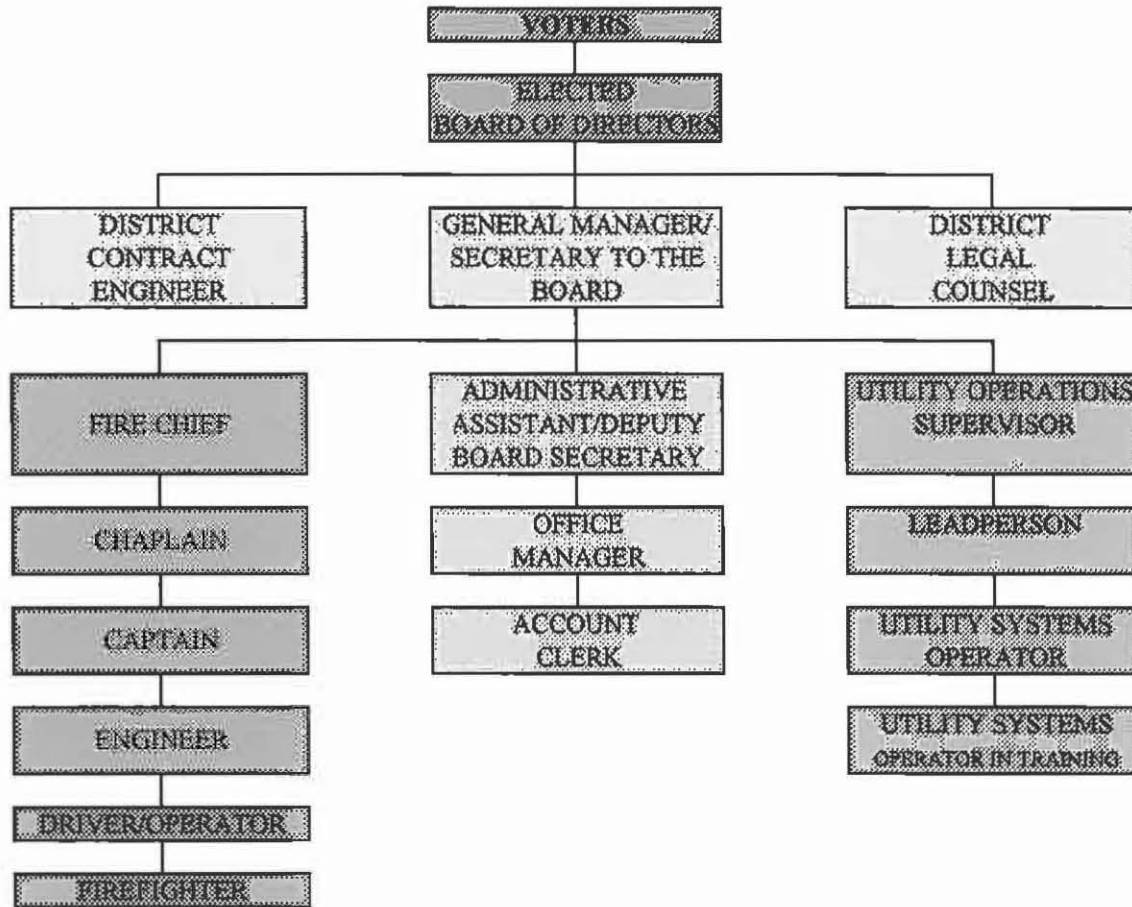 VOTERS
ELECTED
BOARD OF DIRECTORS
DISTRICT
CONTRACT
ENGINEER
GENERAL MANAGER/
SECRETARY TO THE
BOARD
DISTRICT
LEGAL
COUNSEL
FIRE CHIEF
ADMINISTRATIVE
ASSISTANT/DEPUTY
BOARD SECRETARY
UTILITY OPERATIONS
SUPERVISOR
CHAPLAIN
OFFICE
MANAGER
LEADPERSON
CAPTAIN
ACCOUNT
CLERK
UTILITY SYSTEMS
OPERATOR
ENGINEER
UTILITY SYSTEMS
OPERATOR IN TRAINING
DRIVER/OPERATOR
FIREFIGHTER